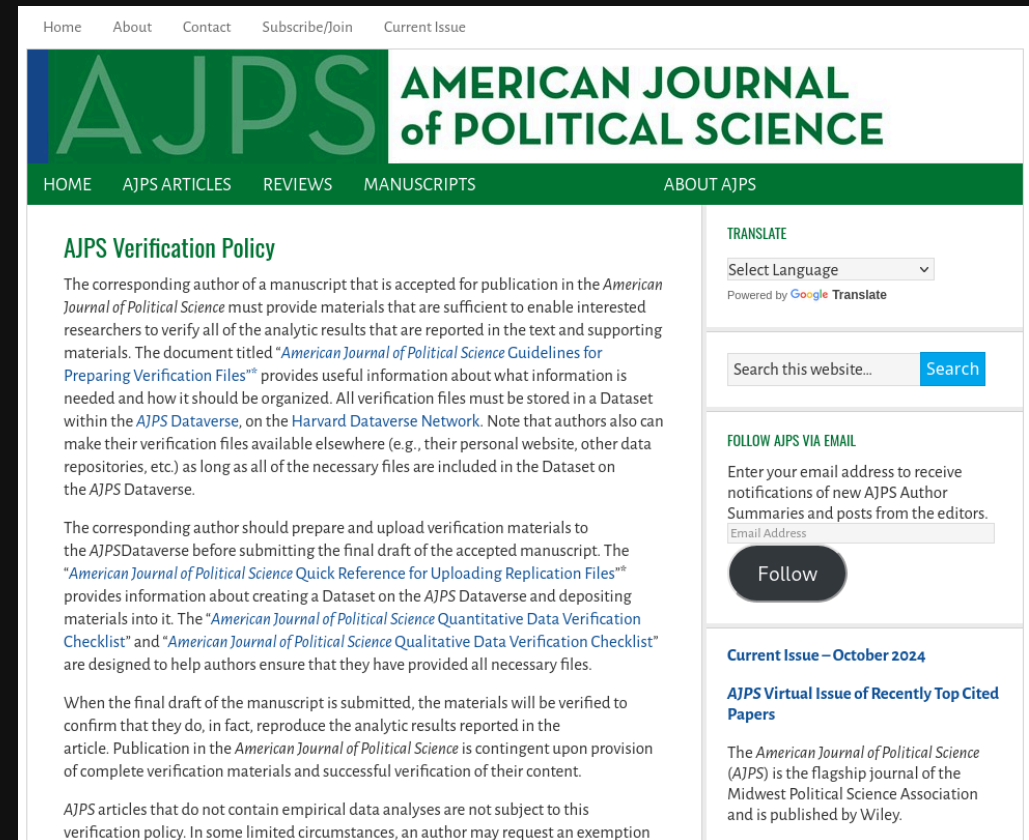 Home About Contact Subscribe/Join Current Issue
AJPS
AMERICAN JOURNAL
of POLITICAL SCIENCE
HOME AJPS ARTICLES REVIEWS MANUSCRIPTS ABOUT AJPS
AJPS Verification Policy
The corresponding author of a manuscript that is accepted for publication in the American
Journal of Political Science must provide materials that are sufficient to enable interested
researchers to verify all of the analytic results that are reported in the text and supporting
materials. The document titled “American Journal of Political Science Guidelines for
Preparing Verification Files”* provides useful information about what information is
needed and how it should be organized. All verification files must be stored in a Dataset
within the AJPS Dataverse, on the Harvard Dataverse Network. Note that authors also can
make their verification files available elsewhere (e.g., their personal website, other data
repositories, etc.) as long as all of the necessary files are included in the Dataset on
the AJPS Dataverse.
The corresponding author should prepare and upload verification materials to
the AJPSDataverse before submitting the final draft of the accepted manuscript. The
“American Journal of Political Science Quick Reference for Uploading Replication Files”*
provides information about creating a Dataset on the AJPS Dataverse and depositing
materials into it. The “American Journal of Political Science Quantitative Data Verification
Checklist” and “American Journal of Political Science Qualitative Data Verification Checklist”
are designed to help authors ensure that they have provided all necessary files.
When the final draft of the manuscript is submitted, the materials will be verified to
confirm that they do, in fact, reproduce the analytic results reported in the
article. Publication in the American Journal of Political Science is contingent upon provision
of complete verification materials and successful verification of their content.
AJPS articles that do not contain empirical data analyses are not subject to this
verification policy. In some limited circumstances, an author may request an exemption
TRANSLATE
Select Language
Powered by Google Translate
Search this website… Search
FOLLOW AJPS VIA EMAIL
Enter your email address to receive
notifications of new AJPS Author
Summaries and posts from the editors.
Email Address
Follow
Current Issue – October 2024
AJPS Virtual Issue of Recently Top Cited
Papers
The American Journal of Political Science
(AJPS) is the flagship journal of the
Midwest Political Science Association
and is published by Wiley.